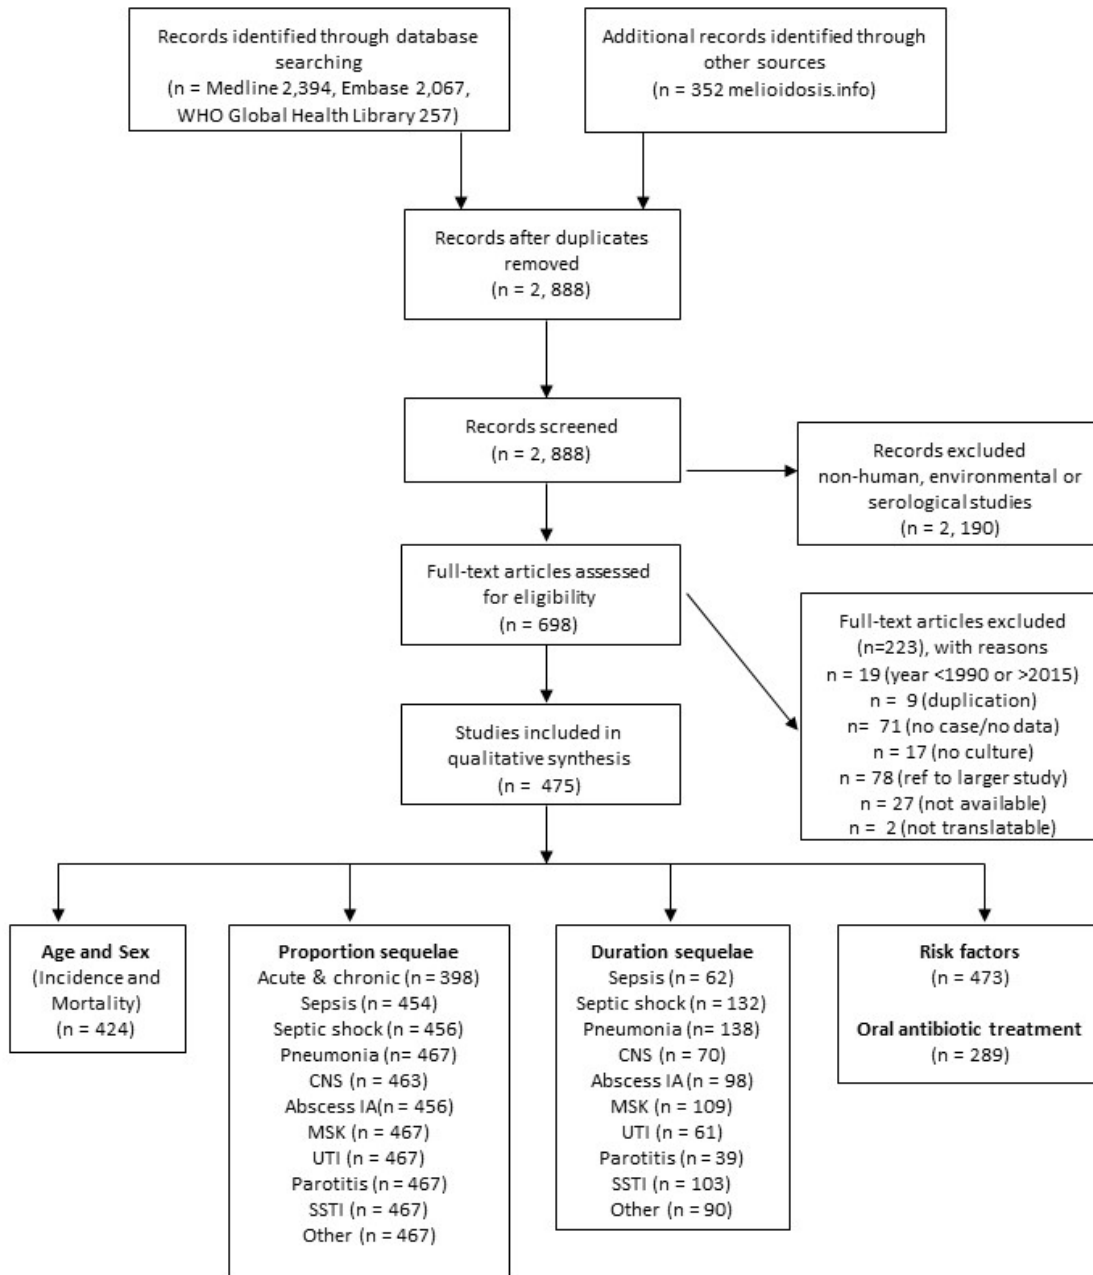 Records identified through database
searching
(n = Medline 2,394, Embase 2,067,
WHO Global Health Library 257)
Additional records identified through
other sources
(n = 352 melioidosis.info)
Records after duplicates
removed
(n = 2, 888)
Records screened
(n = 2, 888)
Records excluded
non-human, environmental or
serological studies
(n = 2, 190)
Full-text articles assessed
for eligibility
(n = 698)
Full-text articles excluded
(n=223), with reasons
n = 19 (year <1990 or >2015)
n = 9 (duplication)
n= 71 (no case/no data)
n = 17 (no culture)
n = 78 (ref to larger study)
n = 27 (not available)
n = 2 (not translatable)
Studies included in
qualitative synthesis
(n = 475)
Age and Sex
(Incidence and
Mortality)
n = 424)
Proportion sequelae
Acute & chronic (n = 398)
Sepsis (n = 454)
Septic shock (n = 456)
Pneumonia (n= 467)
CNS (n = 463)
Abscess IA(n = 456)
MSK (n = 467)
UTI (n = 467)
Parotitis (n = 467)
SSTI (n = 467)
Other (n = 467)
Duration sequelae
Sepsis (n = 62)
Septic shock (n = 132)
Pneumonia (n= 138)
CNS (n = 70)
Abscess IA (n = 98)
MSK (n = 109)
UTI (n = 61)
Parotitis (n = 39)
SSTI (n = 103)
Other (n = 90)
Risk factors
(n = 473)
Oral antibiotic treatment
(n = 289)